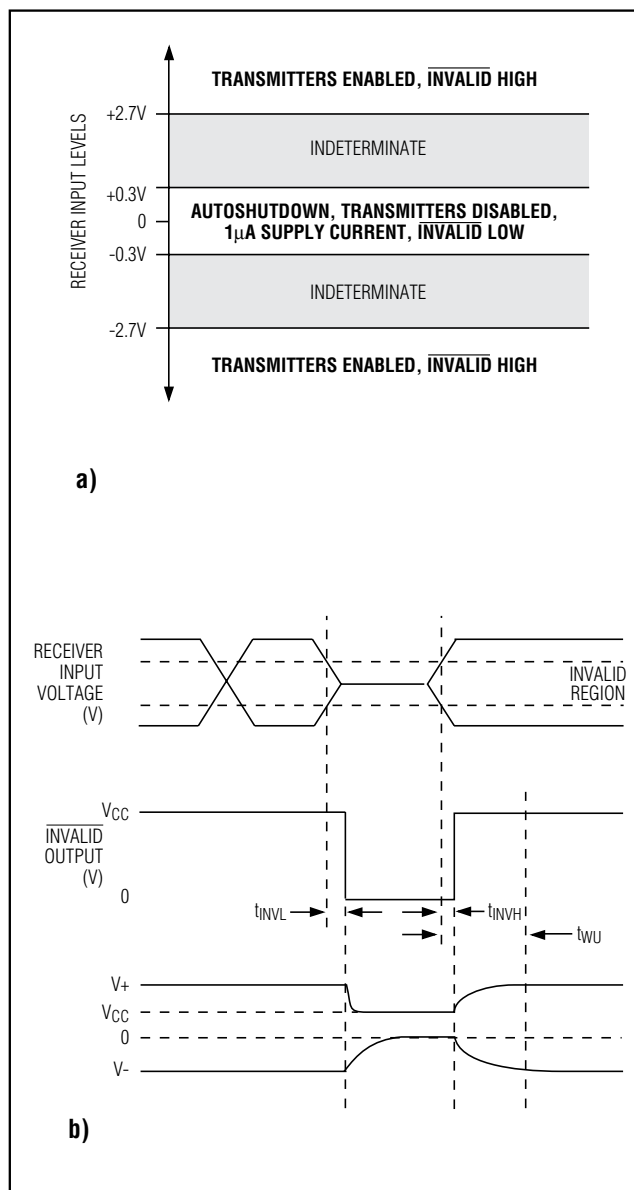 TRANSMITTERS ENABLED, INVALID HIGH
RECEIVER INPUT LEVELS
+2.7V
INDETERMINATE
+0.3V
AUTOSHUTDOWN, TRANSMITTERS DISABLED,
0
1µA SUPPLY CURRENT, INVALID LOW
-0.3V
INDETERMINATE
-2.7V
TRANSMITTERS ENABLED, INVALID HIGH
a)
RECEIVER
INPUT
VOLTAGE
(V)
INVALID
REGION
VCC
INVALID
OUTPUT
(V)
0
tINVL
tINVH
tWU
V+
VCC
0
V-
b)